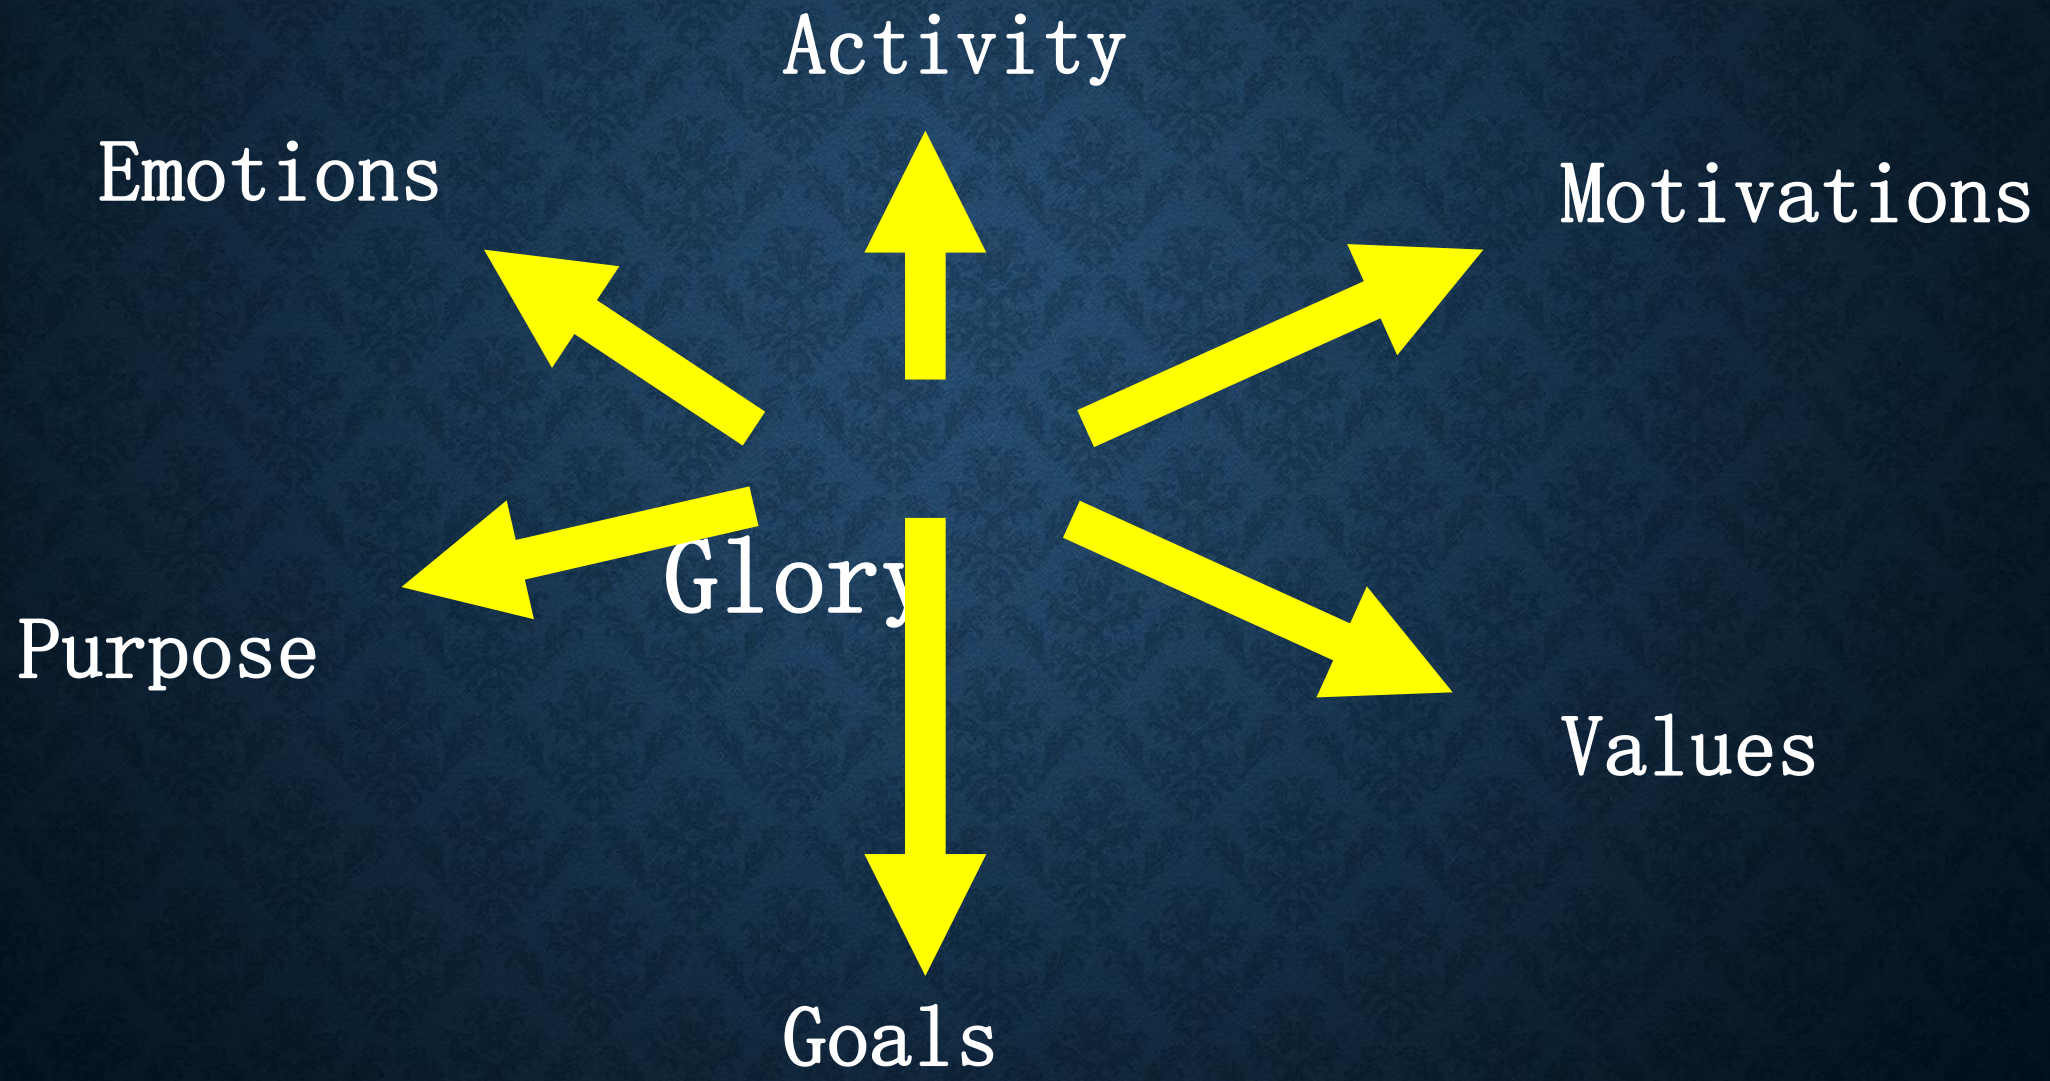 Activity
Emotions
Motivations
Glory
Purpose
Values
Goals